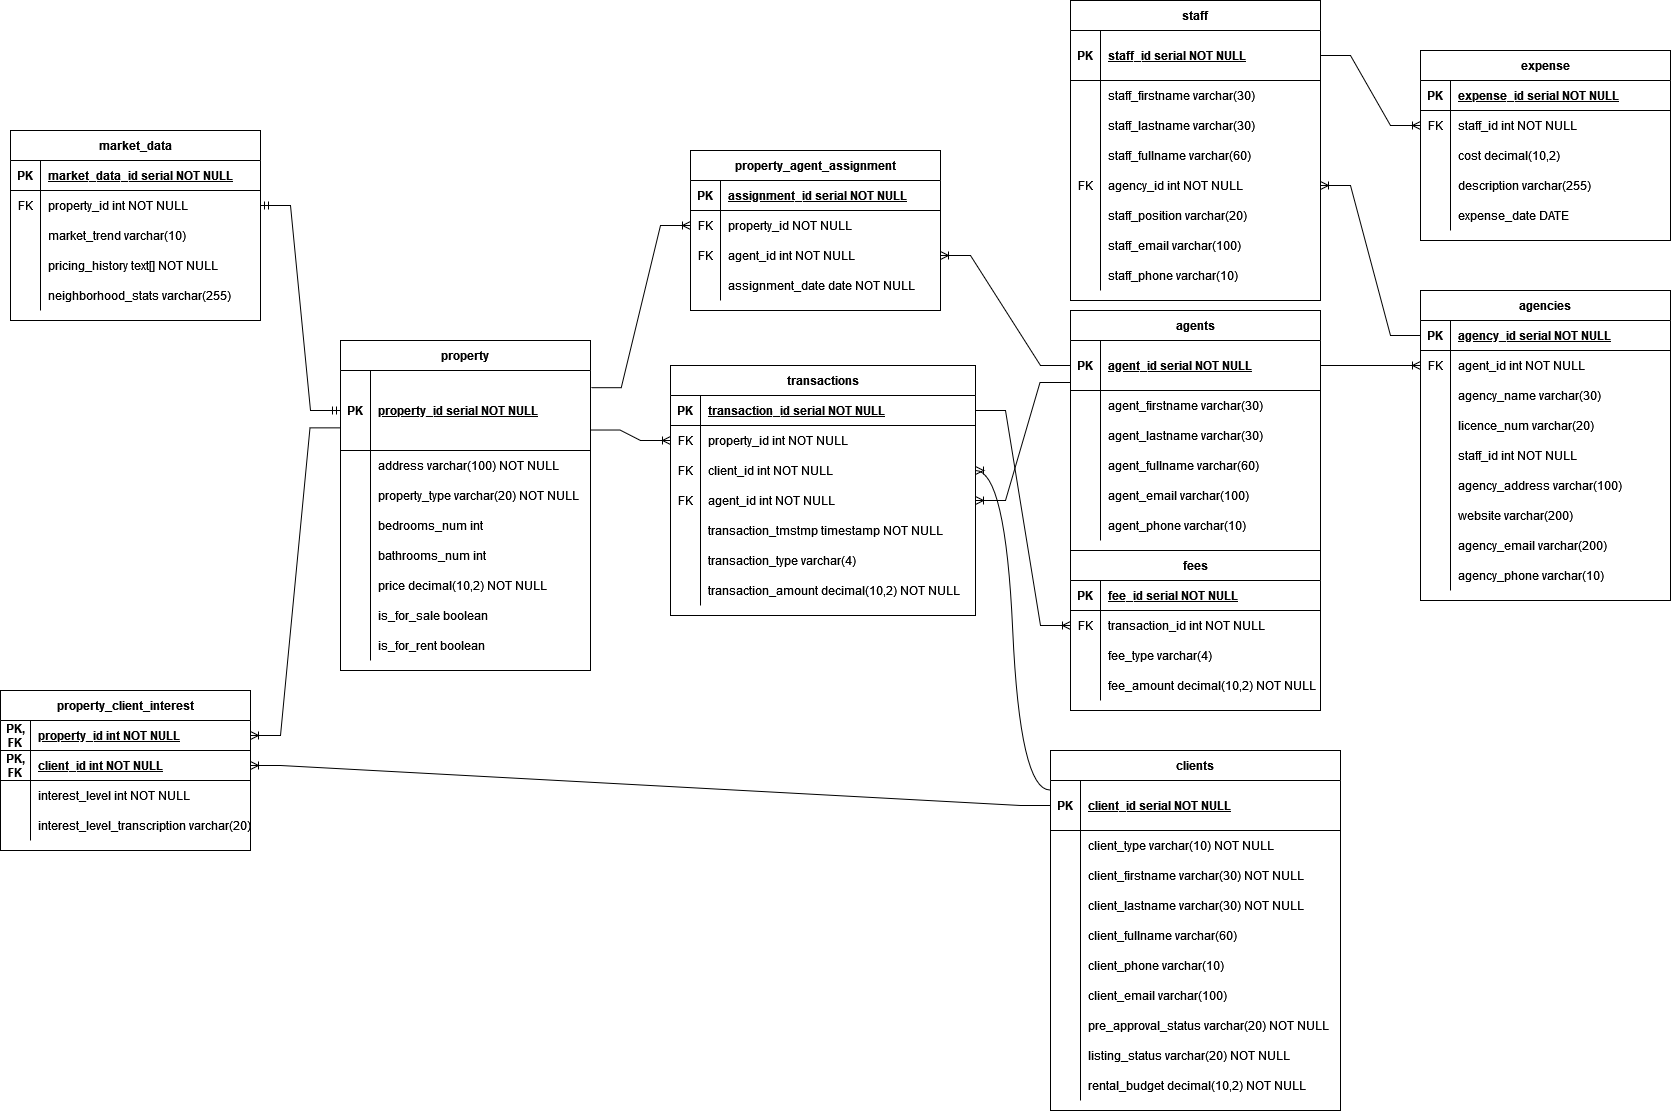 staff
PK staff_id serial NOT NULL
staff_firstname varchar(30)
staff_lastname varchar(30)
staff_fullname varchar(60)
FK agency_id int NOT NULL
staff_position varchar(20)
staff_email varchar(100)
staff_phone varchar(10)
expense
PK expense_id serial NOT NULL
FK staff_id int NOT NULL
cost decimal(10,2)
description varchar(255)
expense_date DATE
market_data
PK market_data_id serial NOT NULL
FK property_id int NOT NULL
market_trend varchar(10)
pricing_history text[] NOT NULL
neighborhood_stats varchar(255)
property_agent_assignment
PK assignment_id serial NOT NULL
FK property_id NOT NULL
FK agent_id int NOT NULL
assignment_date date NOT NULL
agencies
PK agency_id serial NOT NULL
FK agent_id int NOT NULL
agency_name varchar(30)
licence_num varchar(20)
staff_id int NOT NULL
agency_address varchar(100)
website varchar(200)
agency_email varchar(200)
agency_phone varchar(10)
agents
PK agent_id serial NOT NULL
agent_firstname varchar(30)
agent_lastname varchar(30)
agent_fullname varchar(60)
agent_email varchar(100)
agent_phone varchar(10)
property
PK property_id serial NOT NULL
address varchar(100) NOT NULL
property_type varchar(20) NOT NULL
bedrooms_num int
bathrooms_num int
price decimal(10,2) NOT NULL
is_for_sale boolean
is_for_rent boolean
transactions
PK transaction_id serial NOT NULL
FK property_id int NOT NULL
FK client_id int NOT NULL
FK agent_id int NOT NULL
transaction_tmstmp timestamp NOT NULL
transaction_type varchar(4)
transaction_amount decimal(10,2) NOT NULL
fees
PK fee_id serial NOT NULL
FK transaction_id int NOT NULL
fee_type varchar(4)
fee_amount decimal(10,2) NOT NULL
property_client_interest
PK, FK property_id int NOT NULL
PK, FK client_id int NOT NULL
interest_level int NOT NULL
interest_level_transcription varchar(20)
clients
PK client_id serial NOT NULL
client_type varchar(10) NOT NULL
client_firstname varchar(30) NOT NULL
client_lastname varchar(30) NOT NULL
client_fullname varchar(60)
client_phone varchar(10)
client_email varchar(100)
pre_approval_status varchar(20) NOT NULL
listing_status varchar(20) NOT NULL
rental_budget decimal(10,2) NOT NULL